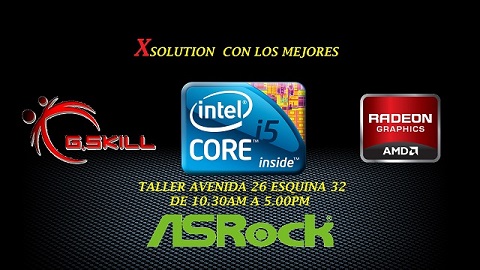 XSOLUTION CON LOS MEJORES
G.SKILL
intel
CORE i5
inside™
RADEON
GRAPHICS
AMD
TALLER AVENIDA 26 ESQUINA 32
DE 10.30AM A 5.00PM
ASRock